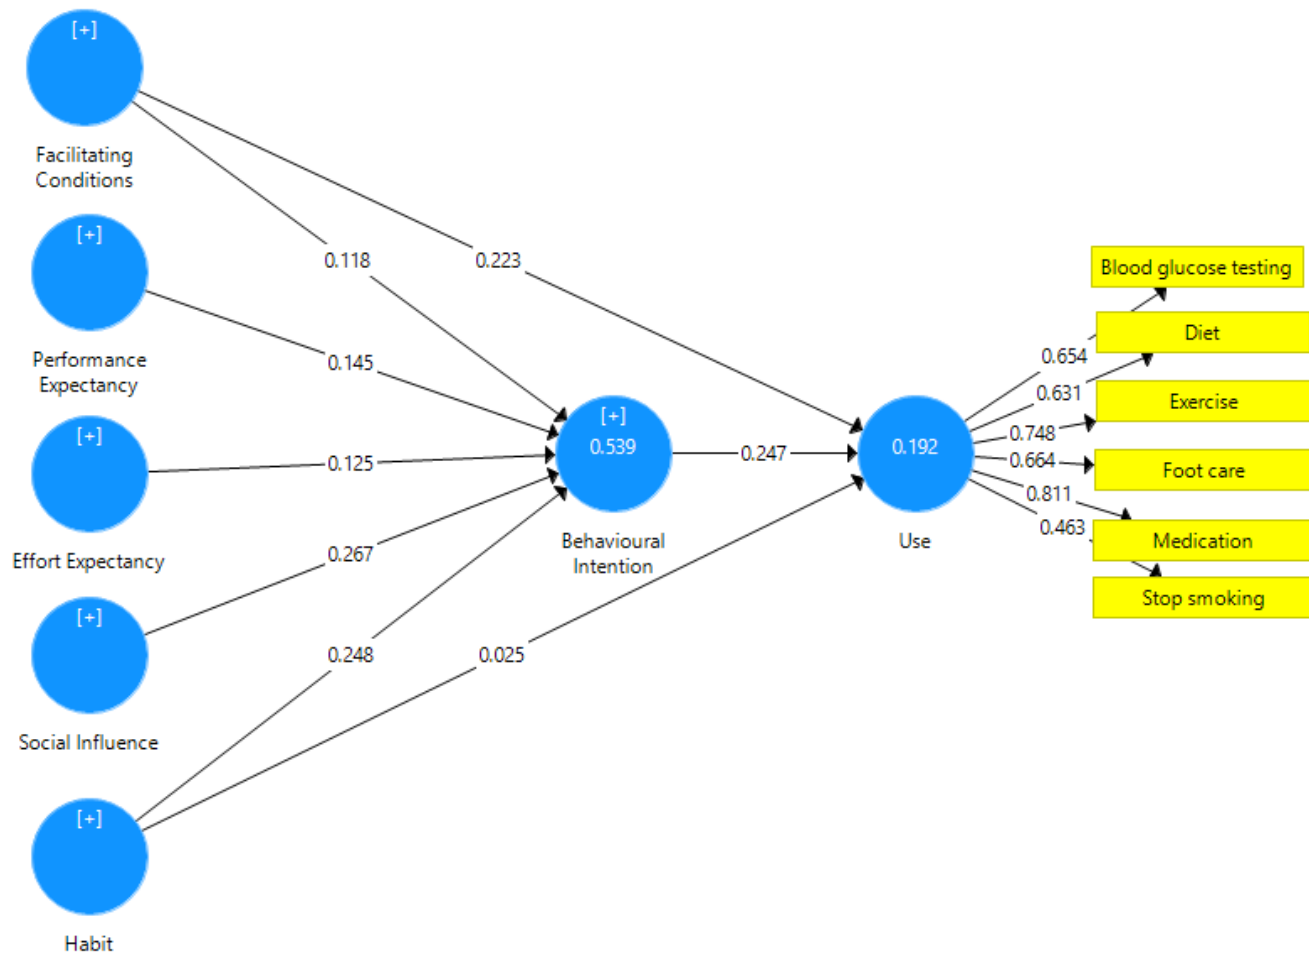 [+]
Facilitating
Conditions
[+]
Performance
Expectancy
[+]
Effort Expectancy
[+]
Social Influence
[+]
Habit
0.118
0.223
0.145
0.125
0.267
0.248
0.025
[+]
0.539
Behavioural
Intention
0.247
0.192
Use
0.654
0.631
0.748
0.664
0.811
0.463
Blood glucose testing
Diet
Exercise
Foot care
Medication
Stop smoking